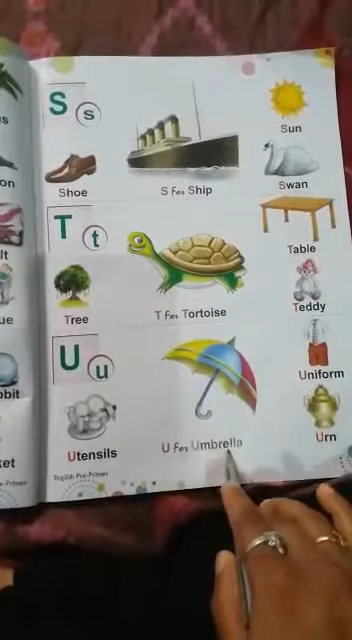 S s
Sun
Shoe
S For Ship
Swan
T t
Table
Tree
T For Tortoise
Teddy
U u
Uniform
Utensils
U For Umbrella
Urn
English Pre-Primer